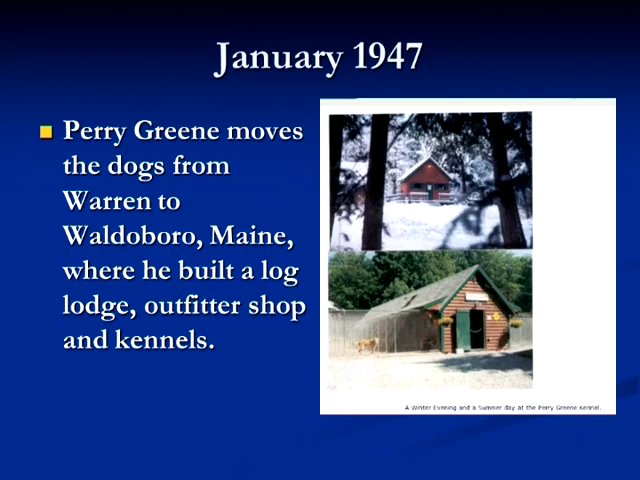 January 1947
Perry Greene moves
the dogs from
Warren to
Waldoboro, Maine,
where he built a log
lodge, outfitter shop
and kennels.
A Winter Evening and a Summer day at the Perry Greene Kennel.